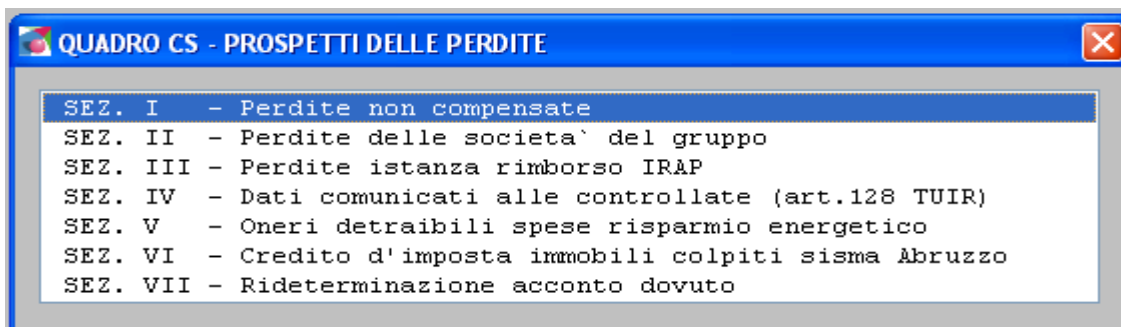 QUADRO CS - PROSPETTI DELLE PERDITE
SEZ. I - Perdite non compensate
SEZ. II - Perdite delle societa` del gruppo
SEZ. III - Perdite istanza rimborso IRAP
SEZ. IV - Dati comunicati alle controllate (art.128 TUIR)
SEZ. V - Oneri detraibili spese risparmio energetico
SEZ. VI - Credito d'imposta immobili colpiti sisma Abruzzo
SEZ. VII - Rideterminazione acconto dovuto